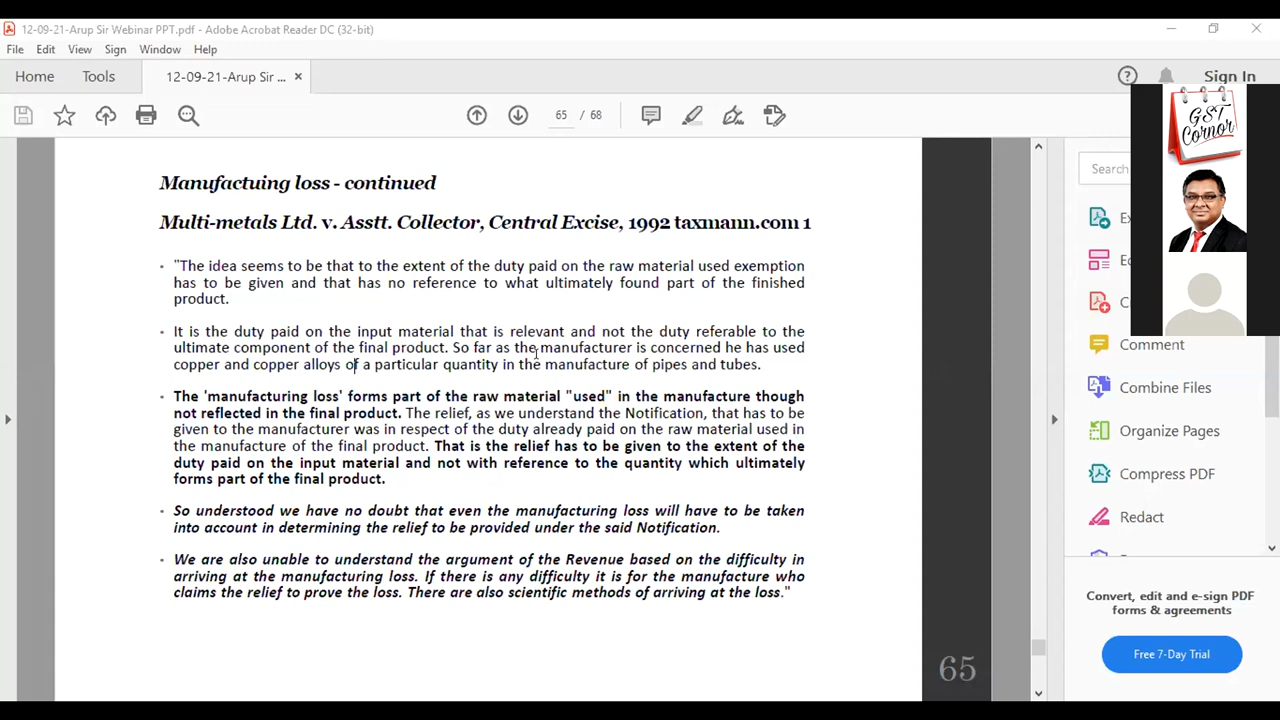 12-09-21-Arup Sir Webinar PPT.pdf - Adobe Acrobat Reader DC (32-bit)
File Edit View Sign Window Help
Home Tools 12-09-21-Arup Sir ... × Sign In
65 / 68
GST
Corner
Manufactuing loss - continued
Multi-metals Ltd. v. Asstt. Collector, Central Excise, 1992 taxmann.com 1
Search
• "The idea seems to be that to the extent of the duty paid on the raw material used exemption
has to be given and that has no reference to what ultimately found part of the finished
product.
• It is the duty paid on the input material that is relevant and not the duty referable to the
ultimate component of the final product. So far as the manufacturer is concerned he has used
copper and copper alloys of a particular quantity in the manufacture of pipes and tubes.
• The 'manufacturing loss' forms part of the raw material "used" in the manufacture though
not reflected in the final product. The relief, as we understand the Notification, that has to be
given to the manufacturer was in respect of the duty already paid on the raw material used in
the manufacture of the final product. That is the relief has to be given to the extent of the
duty paid on the input material and not with reference to the quantity which ultimately
forms part of the final product.
• So understood we have no doubt that even the manufacturing loss will have to be taken
into account in determining the relief to be provided under the said Notification.
• We are also unable to understand the argument of the Revenue based on the difficulty in
arriving at the manufacturing loss. If there is any difficulty it is for the manufacture who
claims the relief to prove the loss. There are also scientific methods of arriving at the loss."
65
Comment
Combine Files
Organize Pages
Compress PDF
Redact
Convert, edit and e-sign PDF
forms & agreements
Free 7-Day Trial